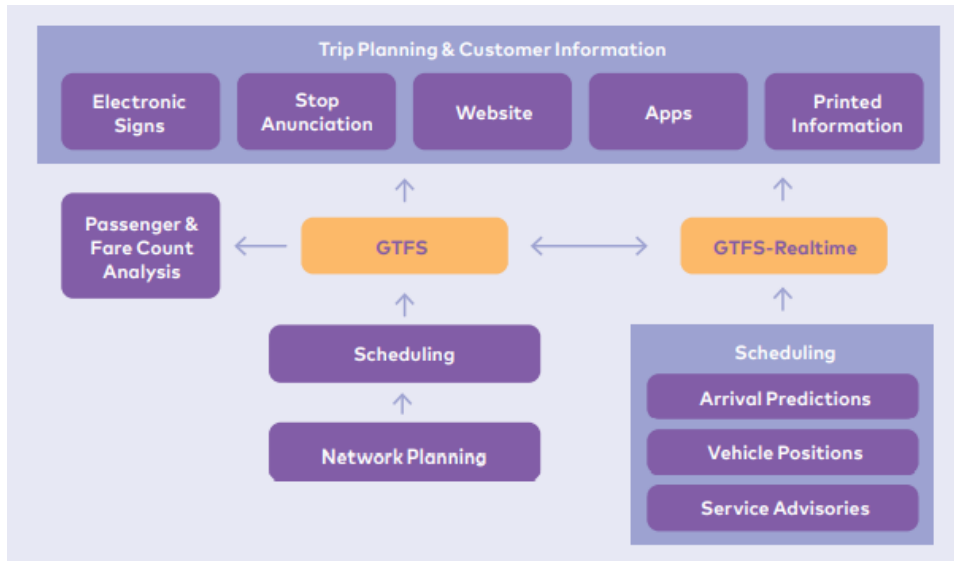 Trip Planning & Customer Information
Electronic
Signs
Stop
Anunciation
Website
Apps
Printed
Information
Passenger &
Fare Count
Analysis
GTFS
GTFS-Realtime
Scheduling
Network Planning
Scheduling
Arrival Predictions
Vehicle Positions
Service Advisories